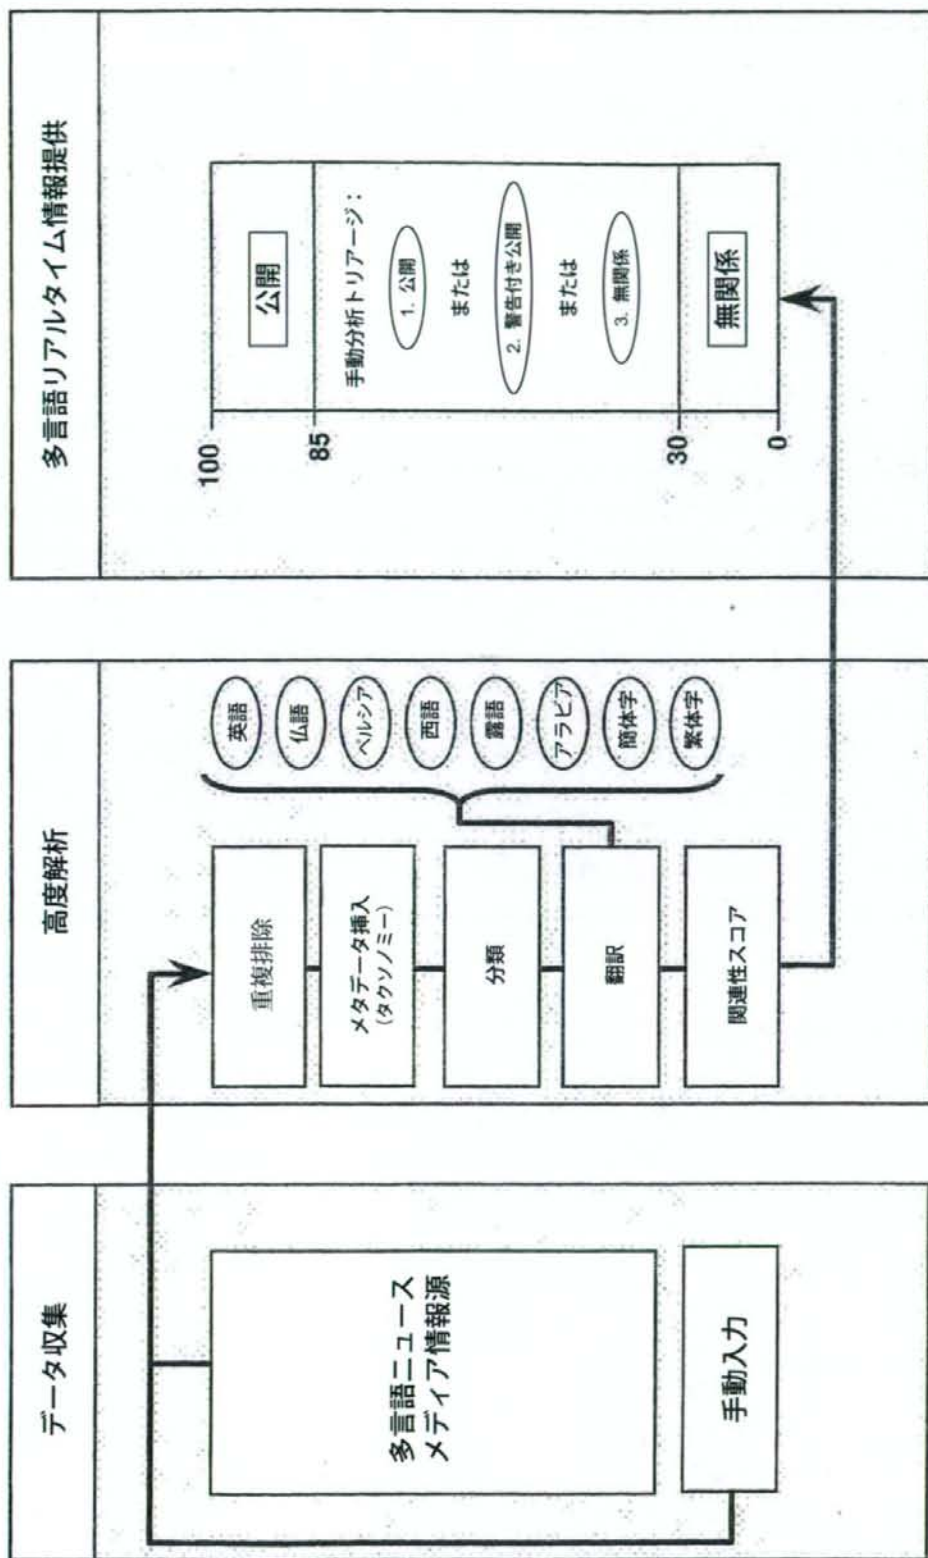 データ収集
多言語ニュース
メディア情報源
手動入力
高度解析
重複排除
メタデータ挿入
(タクソノミー)
分類
翻訳
関連性スコア
英語
仏語
ペルシア
西語
露語
アラビア
簡体字
繁体字
多言語リアルタイム情報提供
100
公開
85
手動分析トリアージ:
1. 公開
または
2. 警告付き公開
または
3. 無関係
30
無関係
0